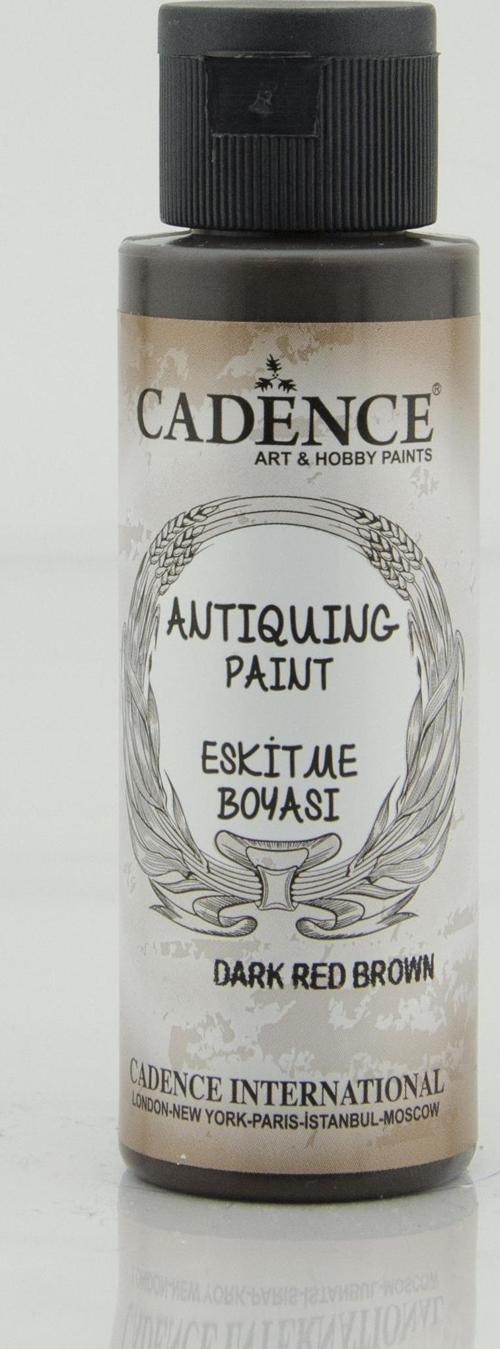 CADENCE®
ART & HOBBY PAINTS
ANTIQUING
PAINT
ESKİTME
BOYASI
DARK RED BROWN
CADENCE INTERNATIONAL
LONDON-NEW YORK-PARIS-İSTANBUL-MOSCOW